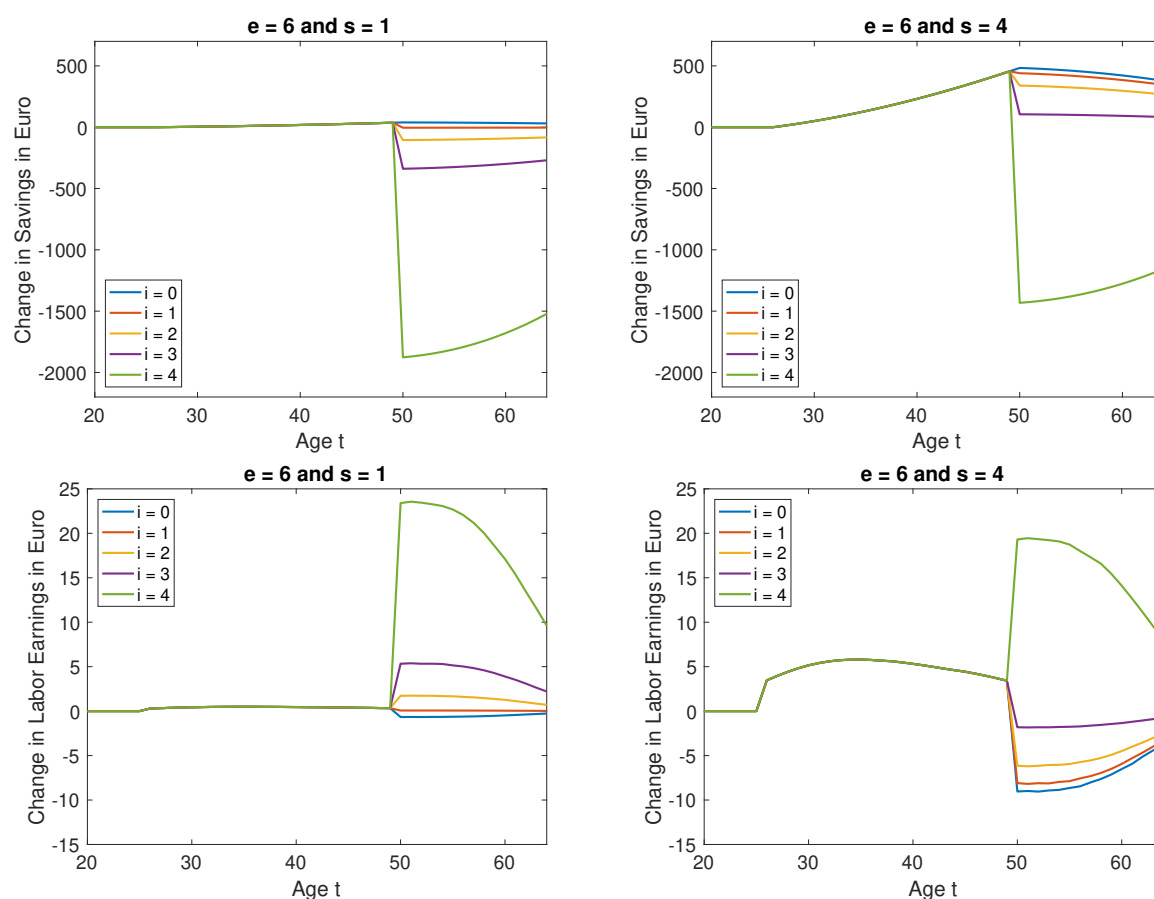 e = 6 and s = 1
Change in Savings in Euro
500
0
-500
-1000
-1500
-2000
i = 0
i = 1
i = 2
i = 3
i = 4
20 30 40 50 60
Age t
e = 6 and s = 4
Change in Savings in Euro
500
0
-500
-1000
-1500
-2000
i = 0
i = 1
i = 2
i = 3
i = 4
20 30 40 50 60
Age t
e = 6 and s = 1
Change in Labor Earnings in Euro
25
20
15
10
5
0
-5
-10
-15
i = 0
i = 1
i = 2
i = 3
i = 4
20 30 40 50 60
Age t
e = 6 and s = 4
Change in Labor Earnings in Euro
25
20
15
10
5
0
-5
-10
-15
i = 0
i = 1
i = 2
i = 3
i = 4
20 30 40 50 60
Age t